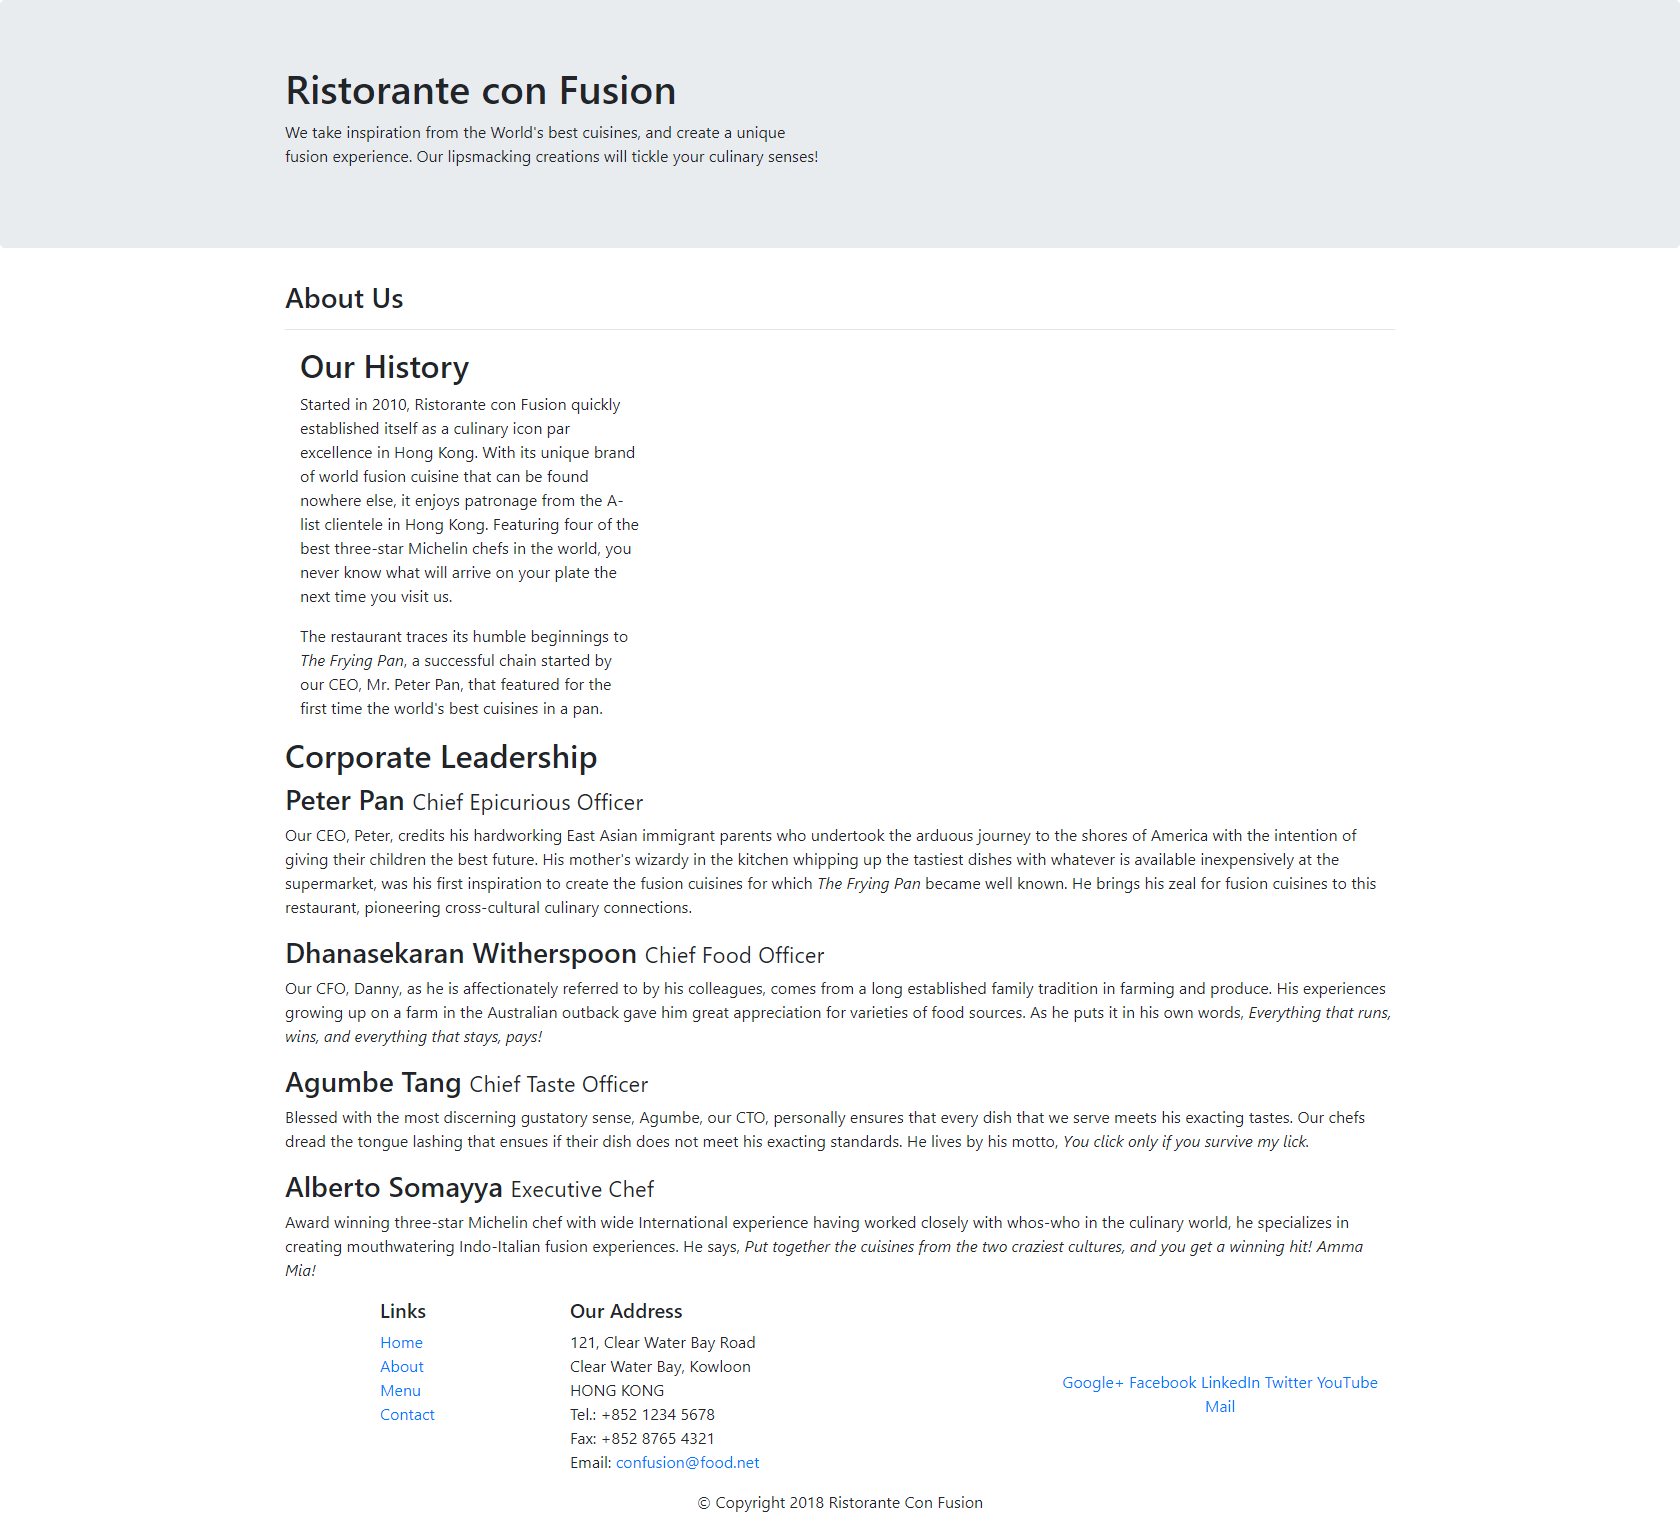 Ristorante con Fusion
We take inspiration from the World's best cuisines, and create a unique
fusion experience. Our lipsmacking creations will tickle your culinary senses!
About Us
Our History
Started in 2010, Ristorante con Fusion quickly
established itself as a culinary icon par
excellence in Hong Kong. With its unique brand
of world fusion cuisine that can be found
nowhere else, it enjoys patronage from the A-
list clientele in Hong Kong. Featuring four of the
best three-star Michelin chefs in the world, you
never know what will arrive on your plate the
next time you visit us.
The restaurant traces its humble beginnings to
The Frying Pan, a successful chain started by
our CEO, Mr. Peter Pan, that featured for the
first time the world's best cuisines in a pan.
Corporate Leadership
Peter Pan Chief Epicurious Officer
Our CEO, Peter, credits his hardworking East Asian immigrant parents who undertook the arduous journey to the shores of America with the intention of
giving their children the best future. His mother's wizardy in the kitchen whipping up the tastiest dishes with whatever is available inexpensively at the
supermarket, was his first inspiration to create the fusion cuisines for which The Frying Pan became well known. He brings his zeal for fusion cuisines to this
restaurant, pioneering cross-cultural culinary connections.
Dhanasekaran Witherspoon Chief Food Officer
Our CFO, Danny, as he is affectionately referred to by his colleagues, comes from a long established family tradition in farming and produce. His experiences
growing up on a farm in the Australian outback gave him great appreciation for varieties of food sources. As he puts it in his own words, Everything that runs,
wins, and everything that stays, pays!
Agumbe Tang Chief Taste Officer
Blessed with the most discerning gustatory sense, Agumbe, our CTO, personally ensures that every dish that we serve meets his exacting tastes. Our chefs
dread the tongue lashing that ensues if their dish does not meet his exacting standards. He lives by his motto, You click only if you survive my lick.
Alberto Somayya Executive Chef
Award winning three-star Michelin chef with wide International experience having worked closely with whos-who in the culinary world, he specializes in
creating mouthwatering Indo-Italian fusion experiences. He says, Put together the cuisines from the two craziest cultures, and you get a winning hit! Amma
Mia!
Links
Home
About
Menu
Contact
Our Address
121, Clear Water Bay Road
Clear Water Bay, Kowloon
HONG KONG
Tel.: +852 1234 5678
Fax: +852 8765 4321
Email: confusion@food.net
Google+ Facebook LinkedIn Twitter YouTube
Mail
© Copyright 2018 Ristorante Con Fusion